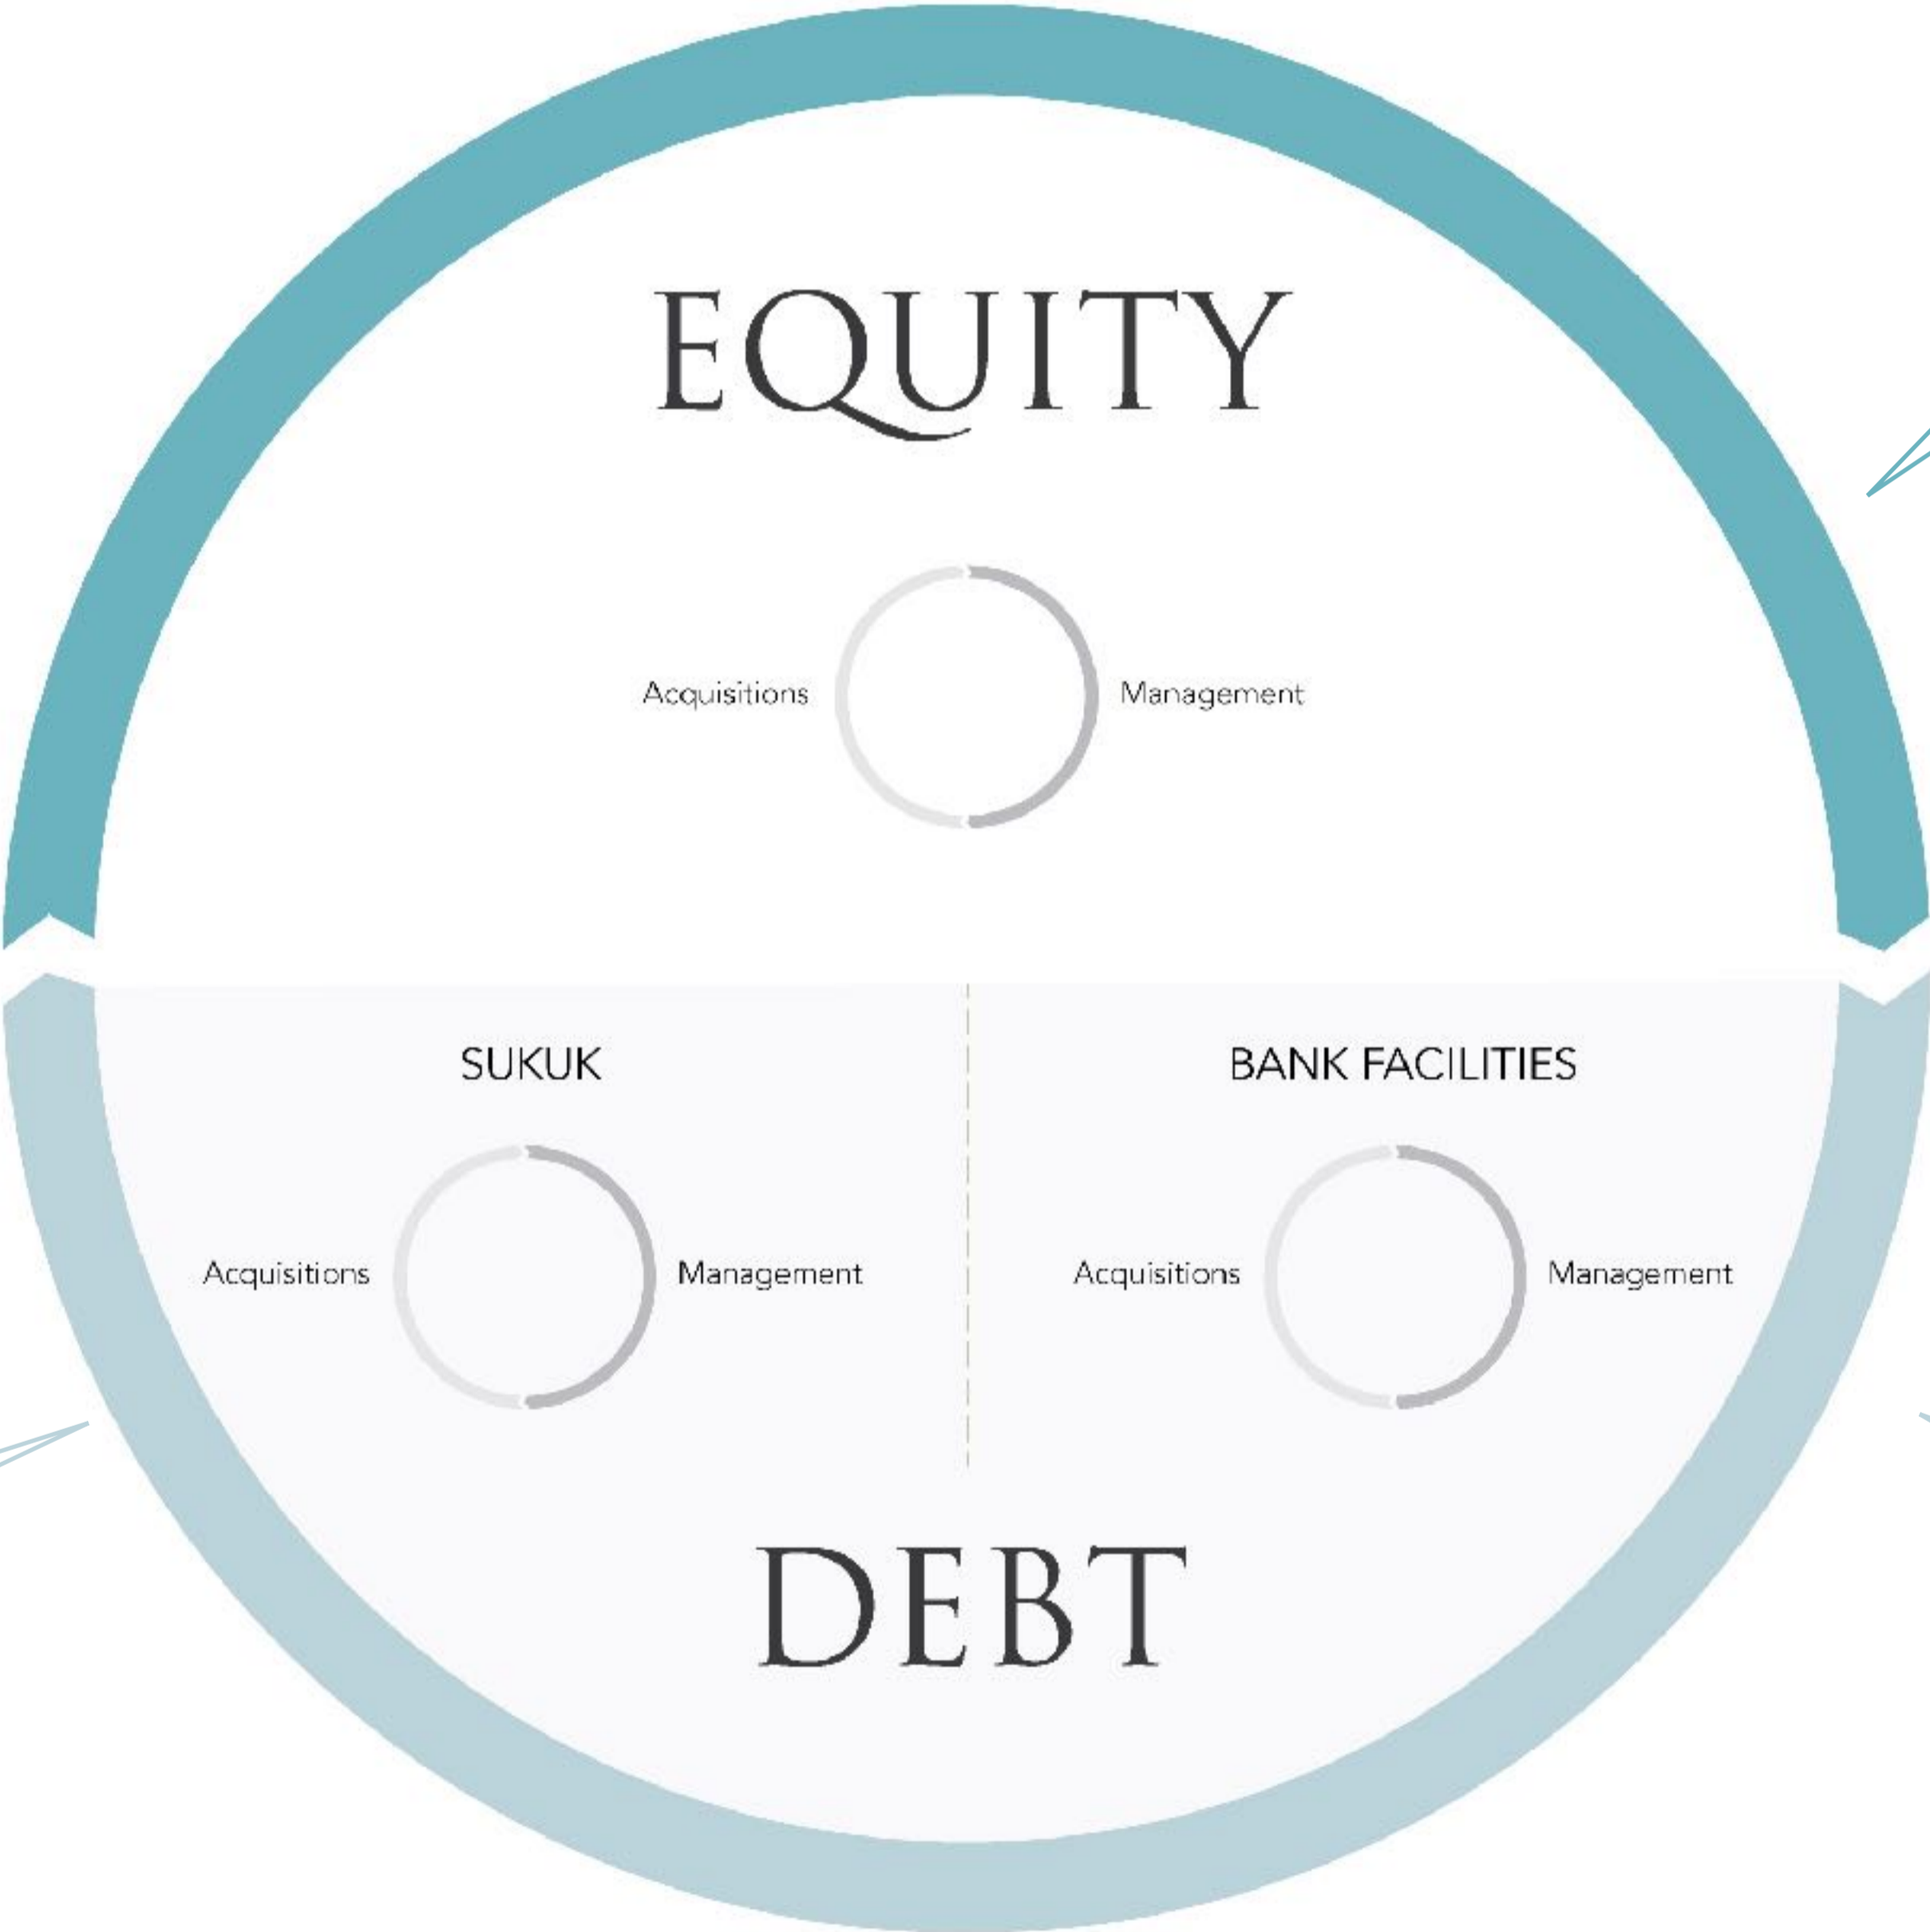 EQUITY
Acquisitions Management
SUKUK BANK FACILITIES
Acquisitions Management Acquisitions Management
DEBT